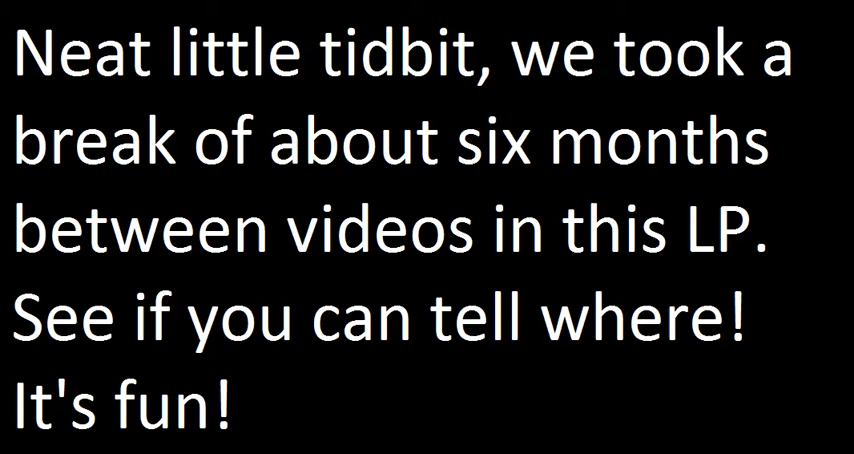 Neat little tidbit, we took a
break of about six months
between videos in this LP.
See if you can tell where!
It's fun!